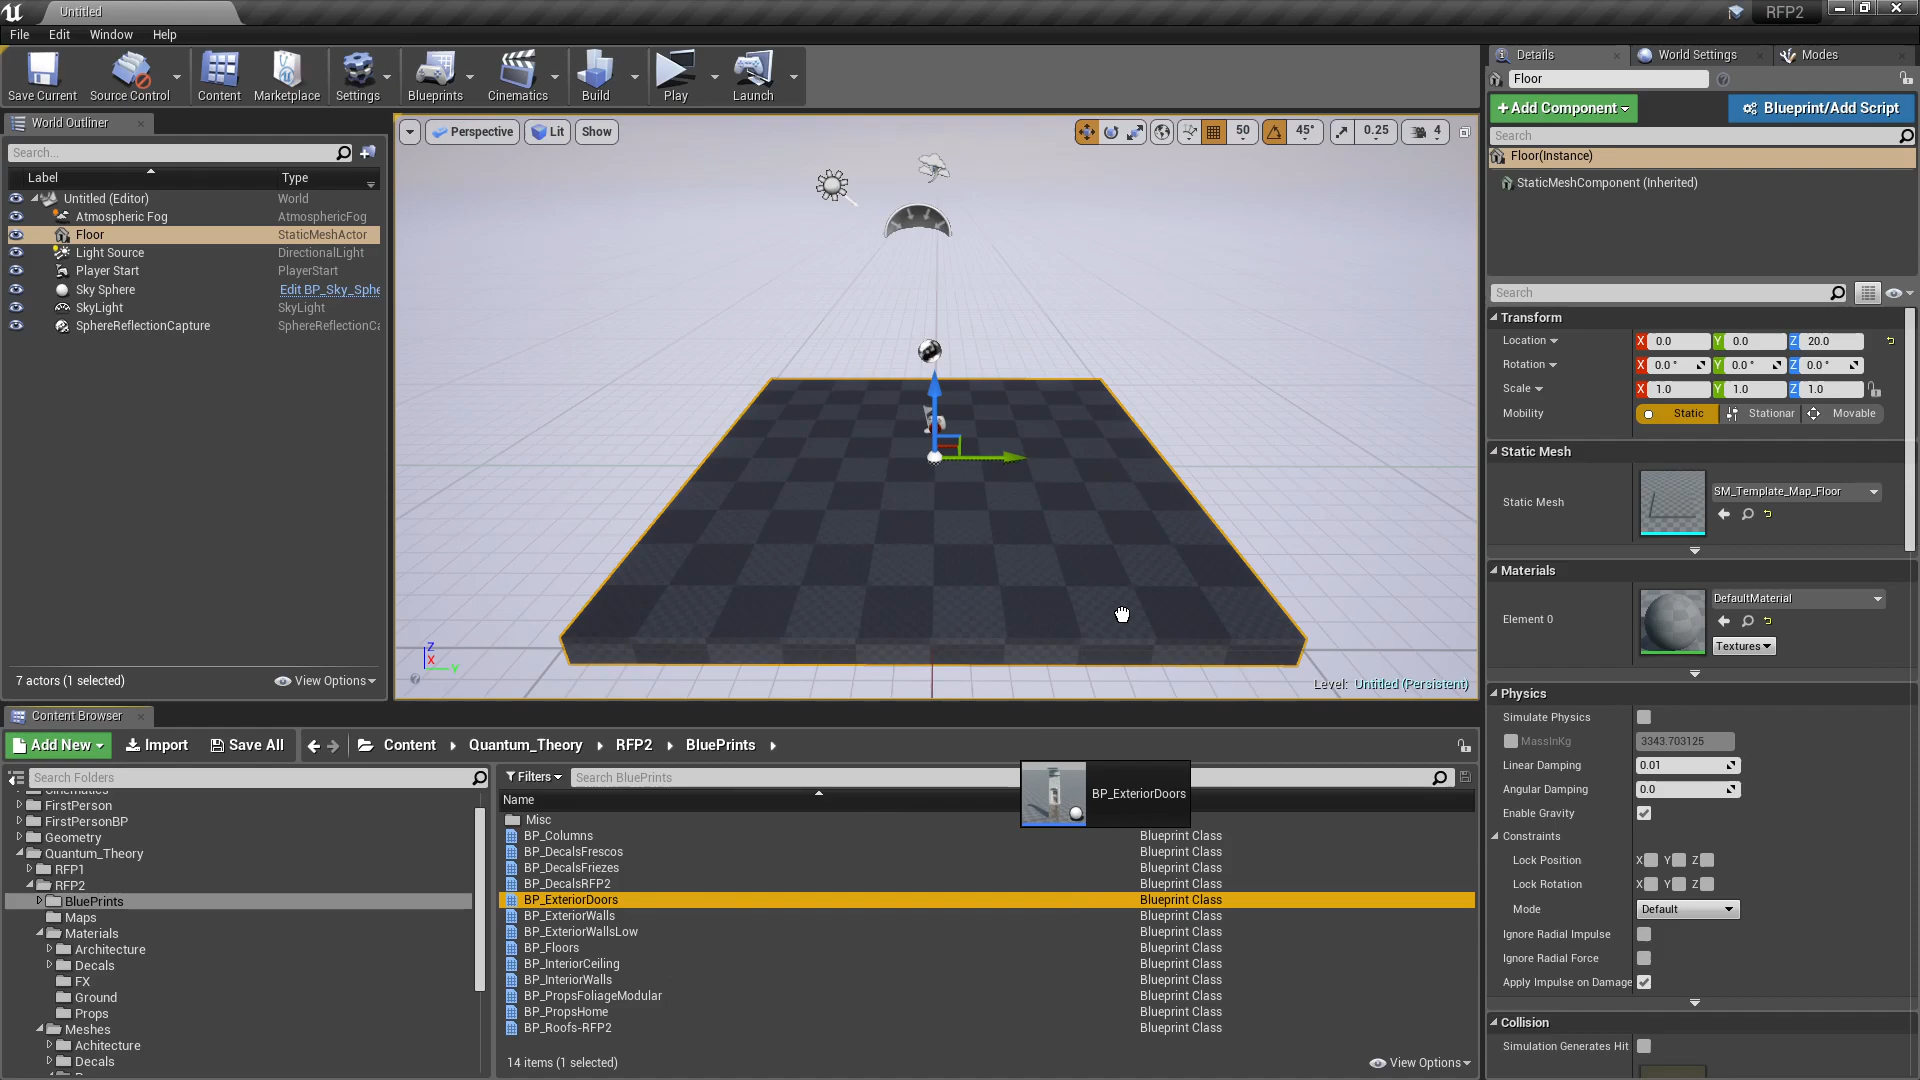 Untitled
RFP2
File Edit Window Help
Save Current Source Control Content Marketplace Settings Blueprints Cinematics Build Play Launch
World Outliner
Search...
Label Type
Untitled (Editor) World
Atmospheric Fog AtmosphericFog
Floor StaticMeshActor
Light Source DirectionalLight
Player Start PlayerStart
Sky Sphere Edit BP_Sky_Sphe
SkyLight SkyLight
SphereReflectionCapture SphereReflectionCa
7 actors (1 selected) View Options
Perspective Lit Show 50 45° 0.25 4
Z
X
Y
Level: Untitled (Persistent)
Details World Settings Modes
Floor
+Add Component Blueprint/Add Script
Search
Floor(Instance)
StaticMeshComponent (Inherited)
Search
Transform
Location X 0.0 Y 0.0 Z 20.0
Rotation X 0.0 ° Y 0.0 ° Z 0.0 °
Scale X 1.0 Y 1.0 Z 1.0
Mobility Static Stationar Movable
Static Mesh
Static Mesh SM_Template_Map_Floor
Materials
Element 0 DefaultMaterial
Textures
Physics
Simulate Physics
MassInKg 3343.703125
Linear Damping 0.01
Angular Damping 0.0
Enable Gravity
Constraints
Lock Position X Y Z
Lock Rotation X Y Z
Mode Default
Ignore Radial Impulse
Ignore Radial Force
Apply Impulse on Damage
Collision
Simulation Generates Hit
Content Browser
Add New Import Save All Content Quantum_Theory RFP2 BluePrints
Search Folders
FirstPerson
FirstPersonBP
Geometry
Quantum_Theory
RFP1
RFP2
BluePrints
Maps
Materials
Architecture
Decals
FX
Ground
Props
Meshes
Achitecture
Decals
Filters Search BluePrints
Name
BP_ExteriorDoors
Misc
BP_Columns Blueprint Class
BP_DecalsFrescos Blueprint Class
BP_DecalsFriezes Blueprint Class
BP_DecalsRFP2 Blueprint Class
BP_ExteriorDoors Blueprint Class
BP_ExteriorWalls Blueprint Class
BP_ExteriorWallsLow Blueprint Class
BP_Floors Blueprint Class
BP_InteriorCeiling Blueprint Class
BP_InteriorWalls Blueprint Class
BP_PropsFoliageModular Blueprint Class
BP_PropsHome Blueprint Class
BP_Roofs-RFP2 Blueprint Class
14 items (1 selected) View Options